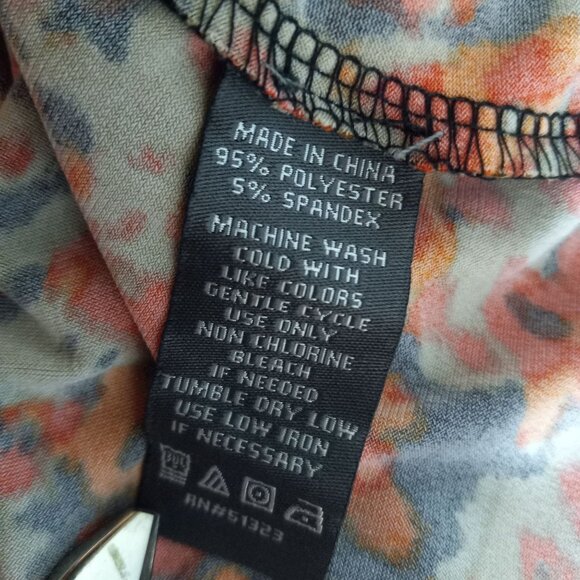 MADE IN CHINA
95% POLYESTER
5% SPANDEX
MACHINE WASH
COLD WITH
LIKE COLORS
GENTLE CYCLE
USE ONLY
NON CHLORINE
BLEACH
IF NEEDED
TUMBLE DRY LOW
USE LOW IRON
IF NECESSARY
RN#51323